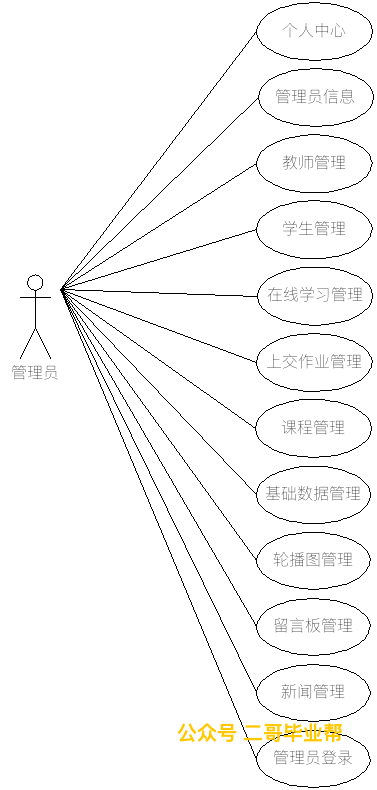 个人中心
管理员信息
教师管理
学生管理
在线学习管理
上交作业管理
管理员
课程管理
基础数据管理
轮播图管理
留言板管理
新闻管理
公众号 二哥毕业帮
管理员登录